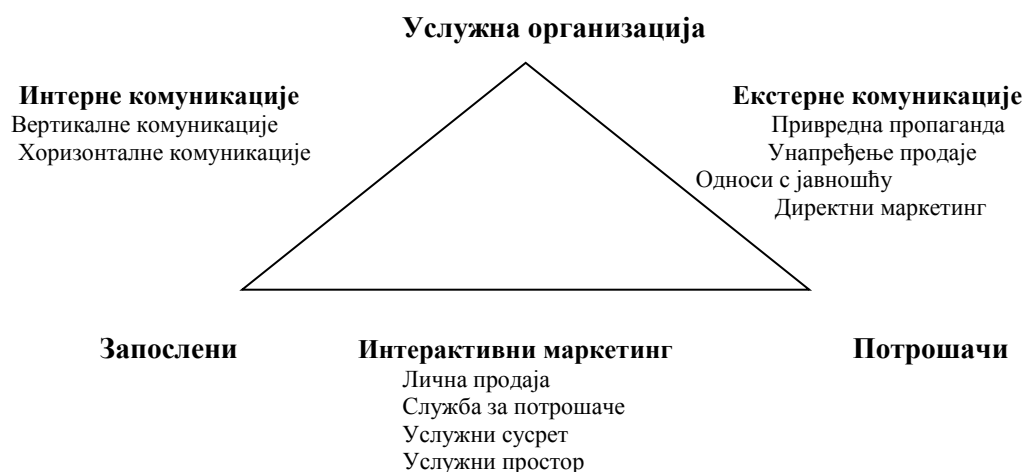 Услужна организација
Интерне комуникације
Вертикалне комуникације
Хоризонталне комуникације
Екстерне комуникације
Привредна пропаганда
Унапређење продаје
Односи с јавношћу
Директни маркетинг
Запослени
Интерактивни маркетинг
Лична продаја
Служба за потрошаче
Услужни сусрет
Услужни простор
Потрошачи